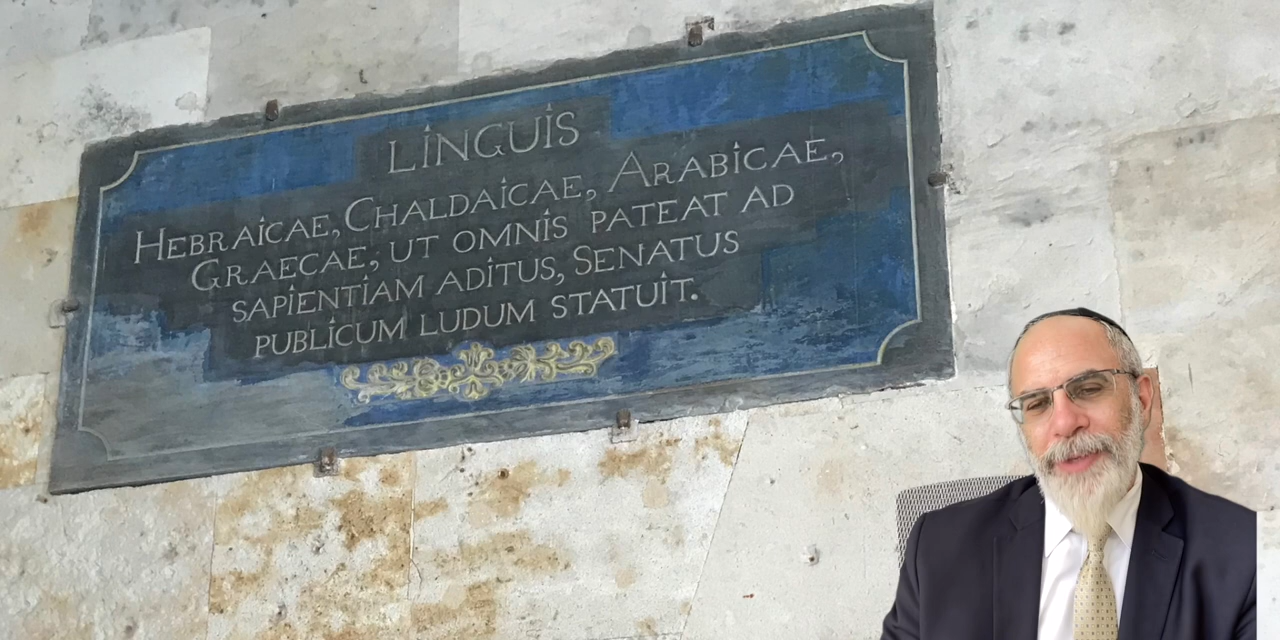 LINGUIS
HEBRAICAE, CHALDAICAE, ARABICAE,
GRAECAE, UT OMNIS PATEAT AD
SAPIENTIAM ADITUS, SENATUS
PUBLICUM LUDUM STATUIT.